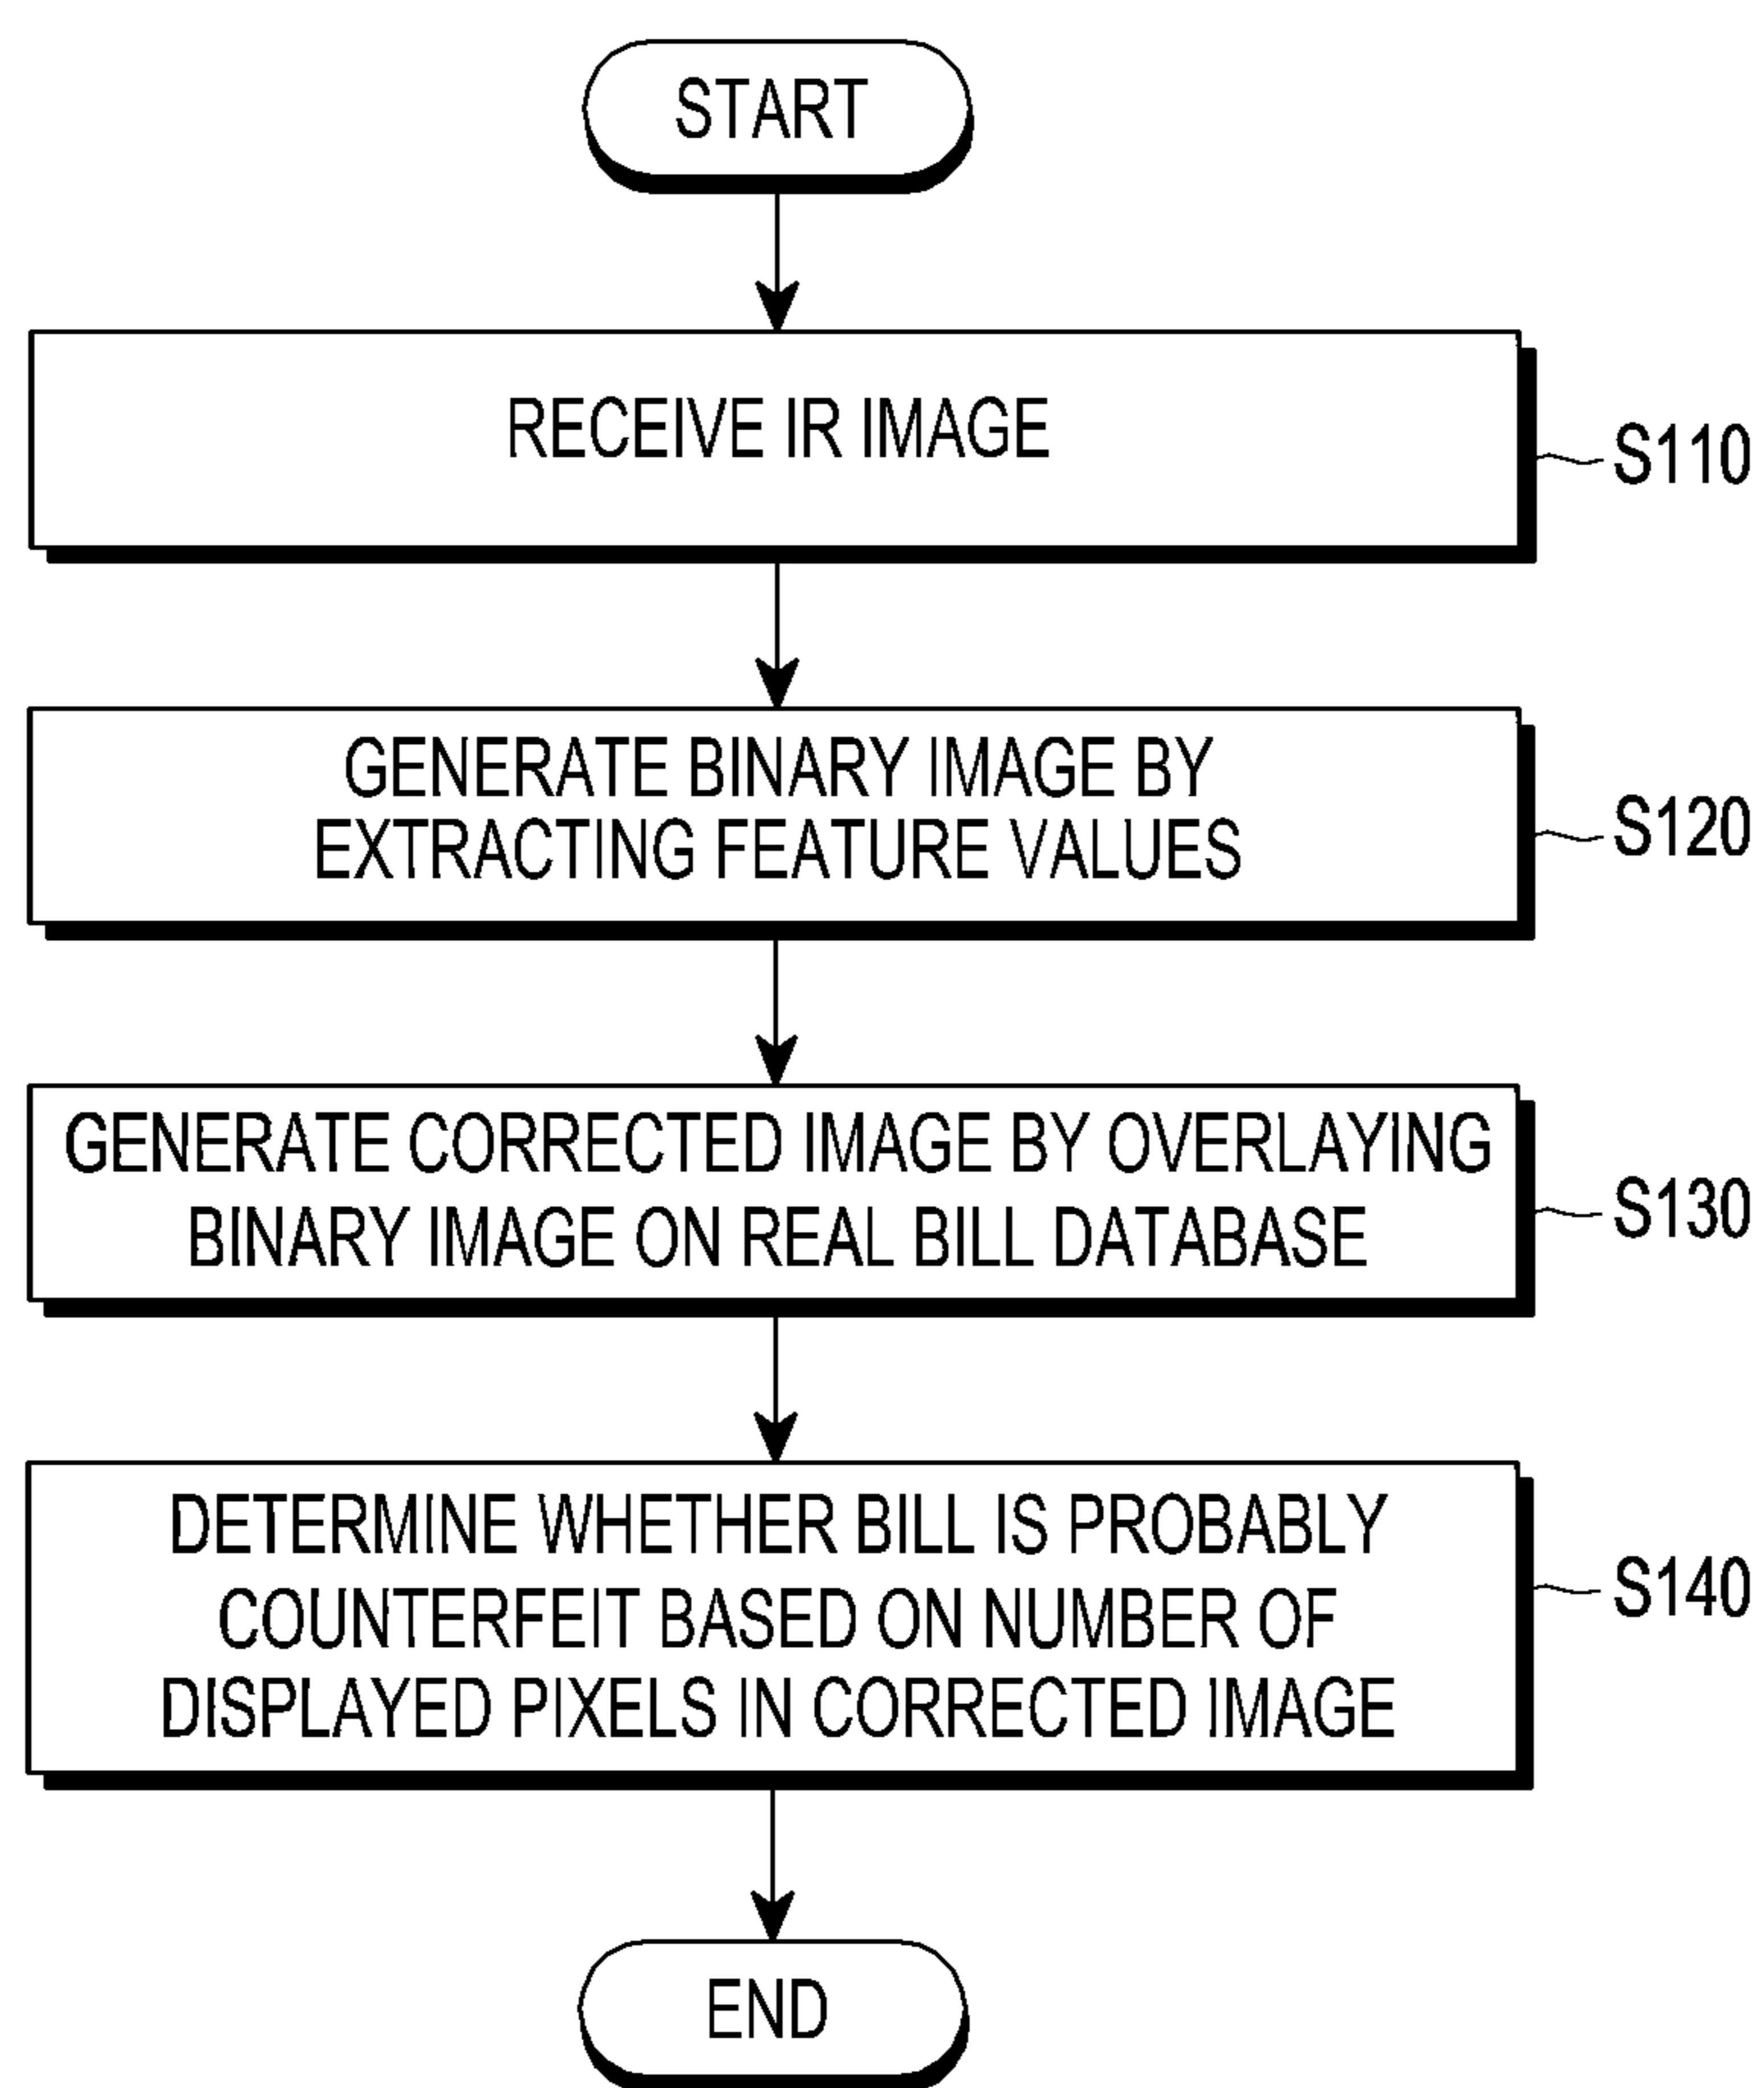 START
RECEIVE IR IMAGE
S110
GENERATE BINARY IMAGE BY
EXTRACTING FEATURE VALUES
S120
GENERATE CORRECTED IMAGE BY OVERLAYING
BINARY IMAGE ON REAL BILL DATABASE
S130
DETERMINE WHETHER BILL IS PROBABLY
COUNTERFEIT BASED ON NUMBER OF
DISPLAYED PIXELS IN CORRECTED IMAGE
S140
END